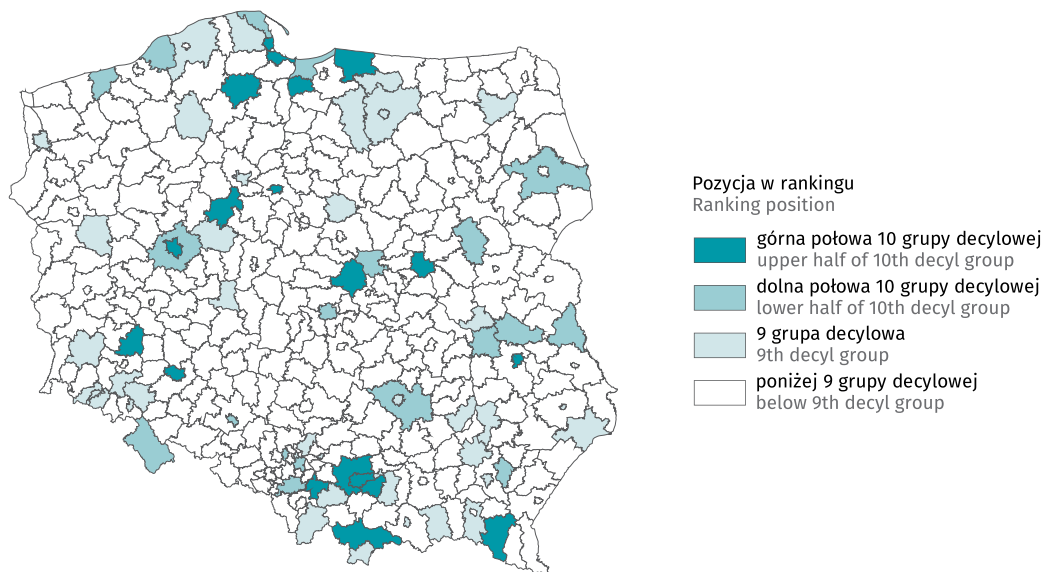 Pozycja w rankingu
Ranking position
górna połowa 10 grupy decylowej
upper half of 10th decyl group
dolna połowa 10 grupy decylowej
lower half of 10th decyl group
9 grupa decylowa
9th decyl group
poniżej 9 grupy decylowej
below 9th decyl group